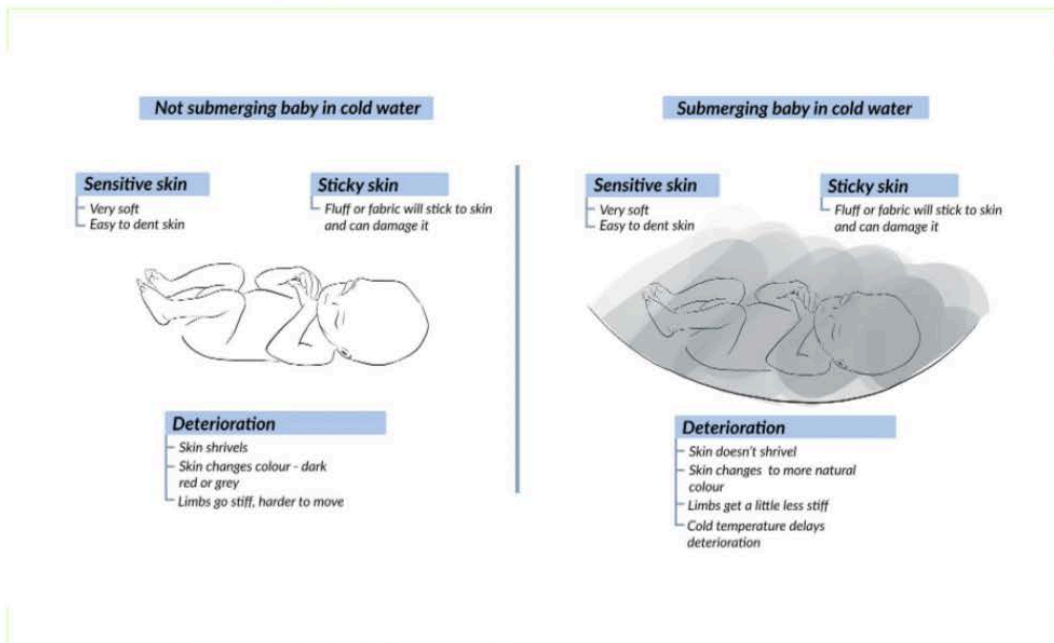 Not submerging baby in cold water
Sensitive skin
Very soft
Easy to dent skin
Sticky skin
Fluff or fabric will stick to skin
and can damage it
Deterioration
Skin shrivels
Skin changes colour - dark
red or grey
Limbs go stiff, harder to move
Submerging baby in cold water
Sensitive skin
Very soft
Easy to dent skin
Sticky skin
Fluff or fabric will stick to skin
and can damage it
Deterioration
Skin doesn't shrivel
Skin changes to more natural
colour
Limbs get a little less stiff
Cold temperature delays
deterioration